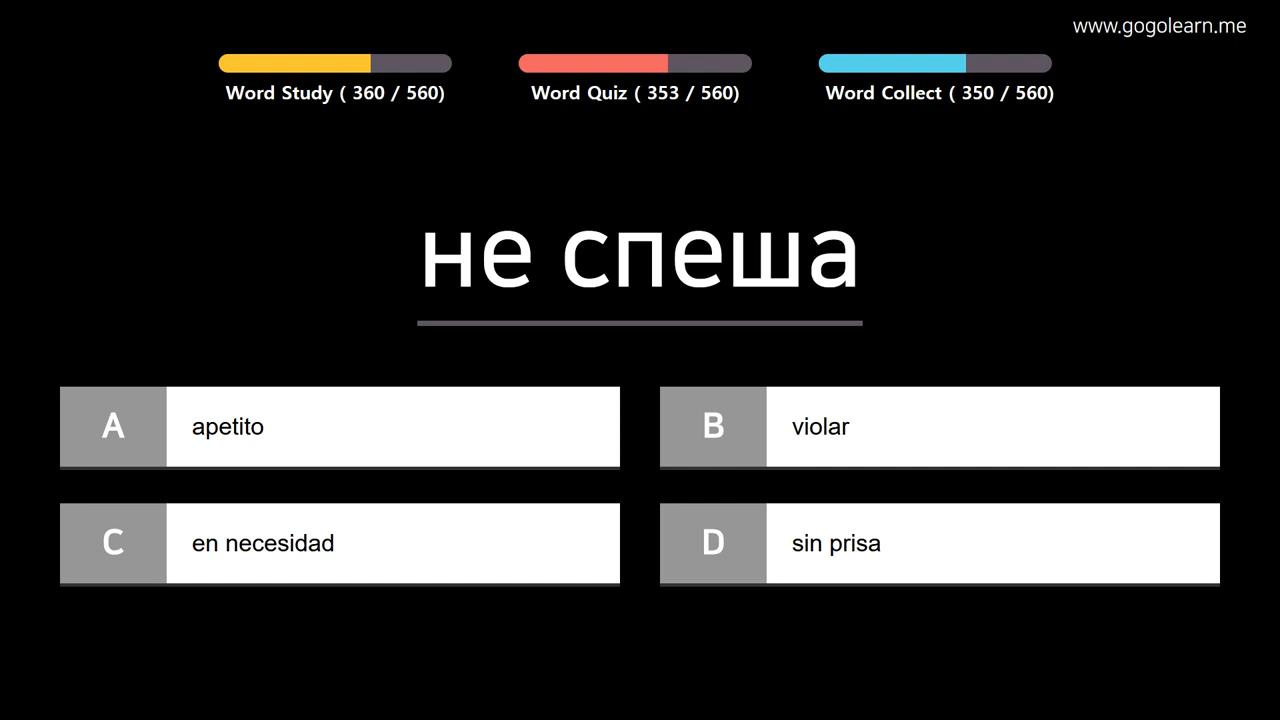 www.gogolearn.me
Word Study ( 360 / 560)
Word Quiz ( 353 / 560)
Word Collect ( 350 / 560)
не спеша
A
apetito
B
violar
C
en necesidad
D
sin prisa